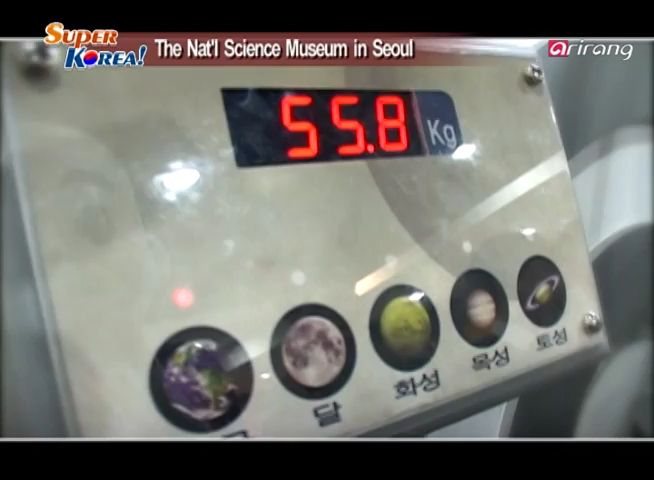 SUPER KOREA!
The Nat'l Science Museum in Seoul
arirang
55.8 Kg
달
화성
목성
토성